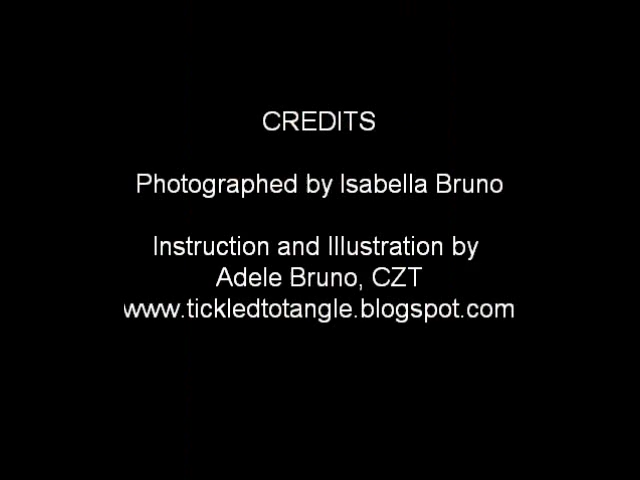 CREDITS
Photographed by Isabella Bruno
Instruction and Illustration by
Adele Bruno, CZT
www.tickledtotangle.blogspot.com